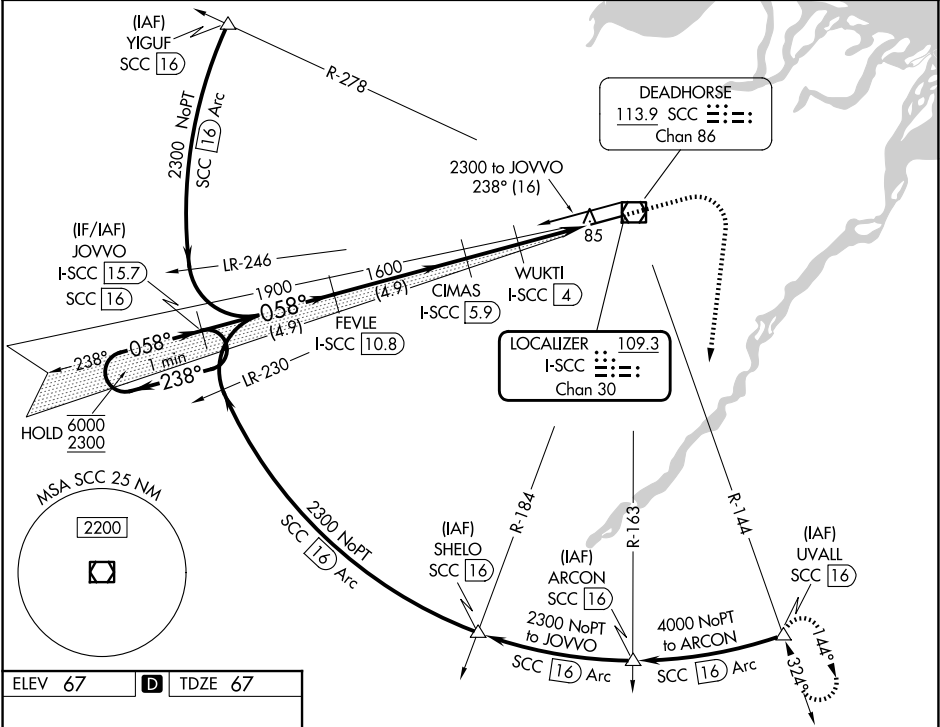 (IAF)
YIGUF
SCC 16
R-278
2300 NoPT
SCC 16 Arc
DEADHORSE
113.9 SCC
Chan 86
2300 to JOVVO
238° (16)
85
(IF/IAF)
JOVVO
I-SCC 15.7
SCC 16
LR-246
1900
1600
058°
(4.9)
(4.9)
FEVLE
I-SCC 10.8
CIMAS
I-SCC 5.9
WUKTI
I-SCC 4
LOCALIZER 109.3
I-SCC
Chan 30
238°
058°
1 min
238°
LR-230
HOLD 6000
2300
MSA SCC 25 NM
2200
2300 NoPT
SCC 16 Arc
R-184
R-163
R-144
(IAF)
SHELO
SCC 16
(IAF)
ARCON
SCC 16
(IAF)
UVALL
SCC 16
2300 NoPT
to JOVVO
SCC 16 Arc
4000 NoPT
to ARCON
SCC 16 Arc
144°
324°
ELEV 67 D TDZE 67